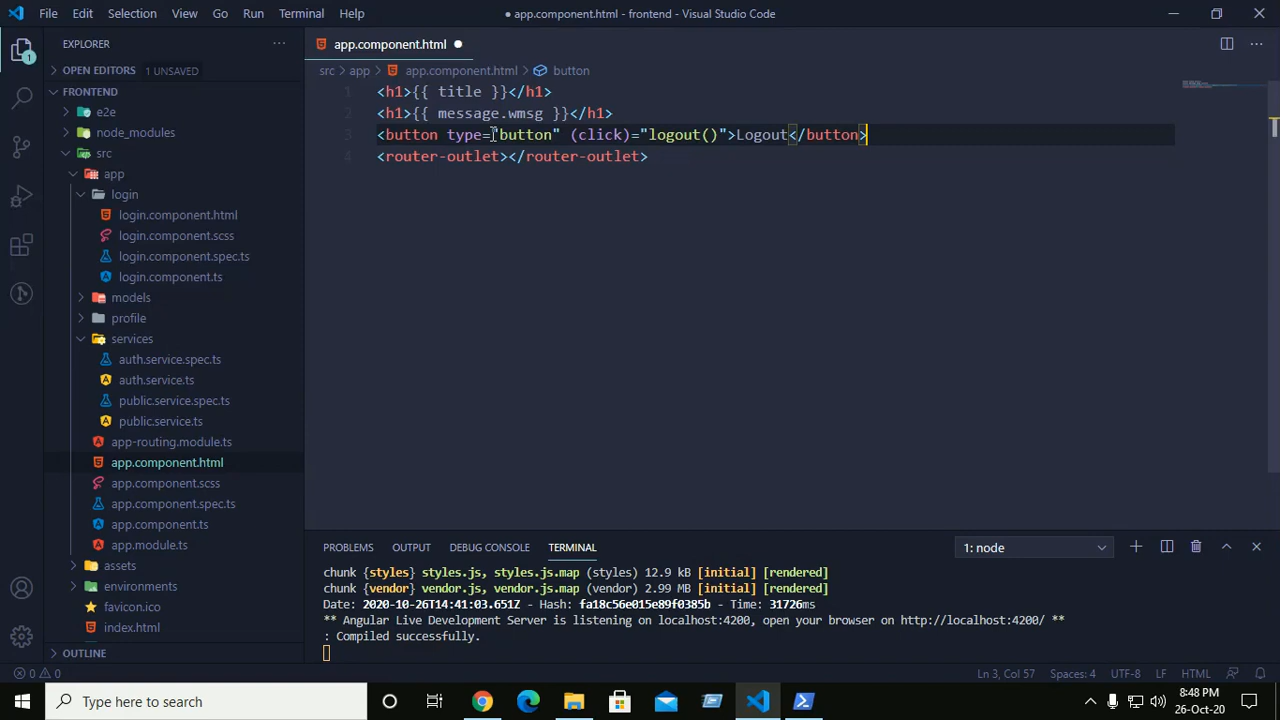 File Edit Selection View Go Run Terminal Help
● app.component.html - frontend - Visual Studio Code
EXPLORER
OPEN EDITORS 1 UNSAVED
FRONTEND
e2e
node_modules
src
app
login
login.component.html
login.component.scss
login.component.spec.ts
login.component.ts
models
profile
services
auth.service.spec.ts
auth.service.ts
public.service.spec.ts
public.service.ts
app-routing.module.ts
app.component.html
app.component.scss
app.component.spec.ts
app.component.ts
app.module.ts
assets
environments
favicon.ico
index.html
OUTLINE
1
app.component.html
src > app > app.component.html > button
1 <h1>{{ title }}</h1>
2 <h1>{{ message.wmsg }}</h1>
3 <button type="button" (click)="logout()">Logout</button>
4 <router-outlet></router-outlet>
PROBLEMS OUTPUT DEBUG CONSOLE TERMINAL
1: node
chunk {styles} styles.js, styles.js.map (styles) 12.9 kB [initial] [rendered]
chunk {vendor} vendor.js, vendor.js.map (vendor) 2.99 MB [initial] [rendered]
Date: 2020-10-26T14:41:03.651Z - Hash: fa18c56e015e89f0385b - Time: 31726ms
** Angular Live Development Server is listening on localhost:4200, open your browser on http://localhost:4200/ **
: Compiled successfully.
0 0
Ln 3, Col 57 Spaces: 4 UTF-8 LF HTML
Type here to search
8:48 PM
26-Oct-20